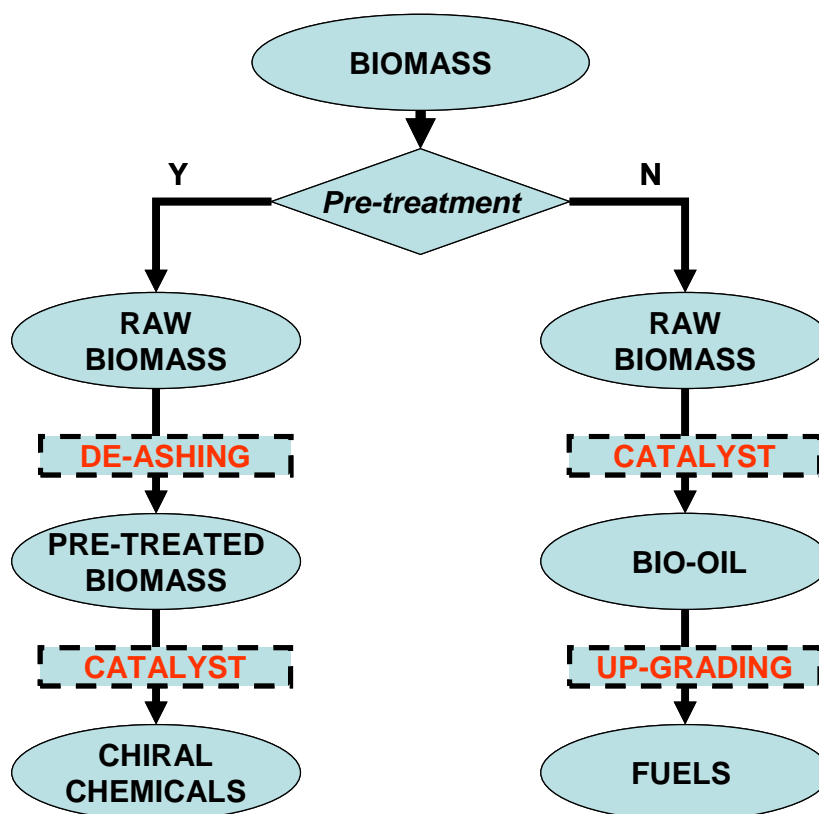 BIOMASS
Y
N
Pre-treatment
RAW
BIOMASS
RAW
BIOMASS
DE-ASHING
CATALYST
PRE-TREATED
BIOMASS
BIO-OIL
CATALYST
UP-GRADING
CHIRAL
CHEMICALS
FUELS